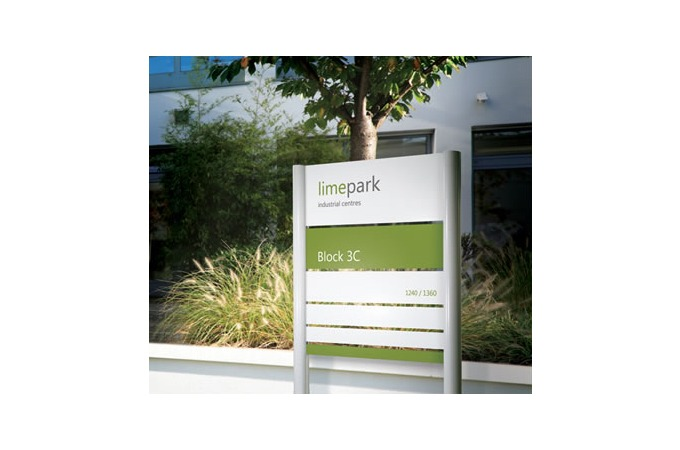 limepark
industrial centres
Block 3C
1240 / 1360